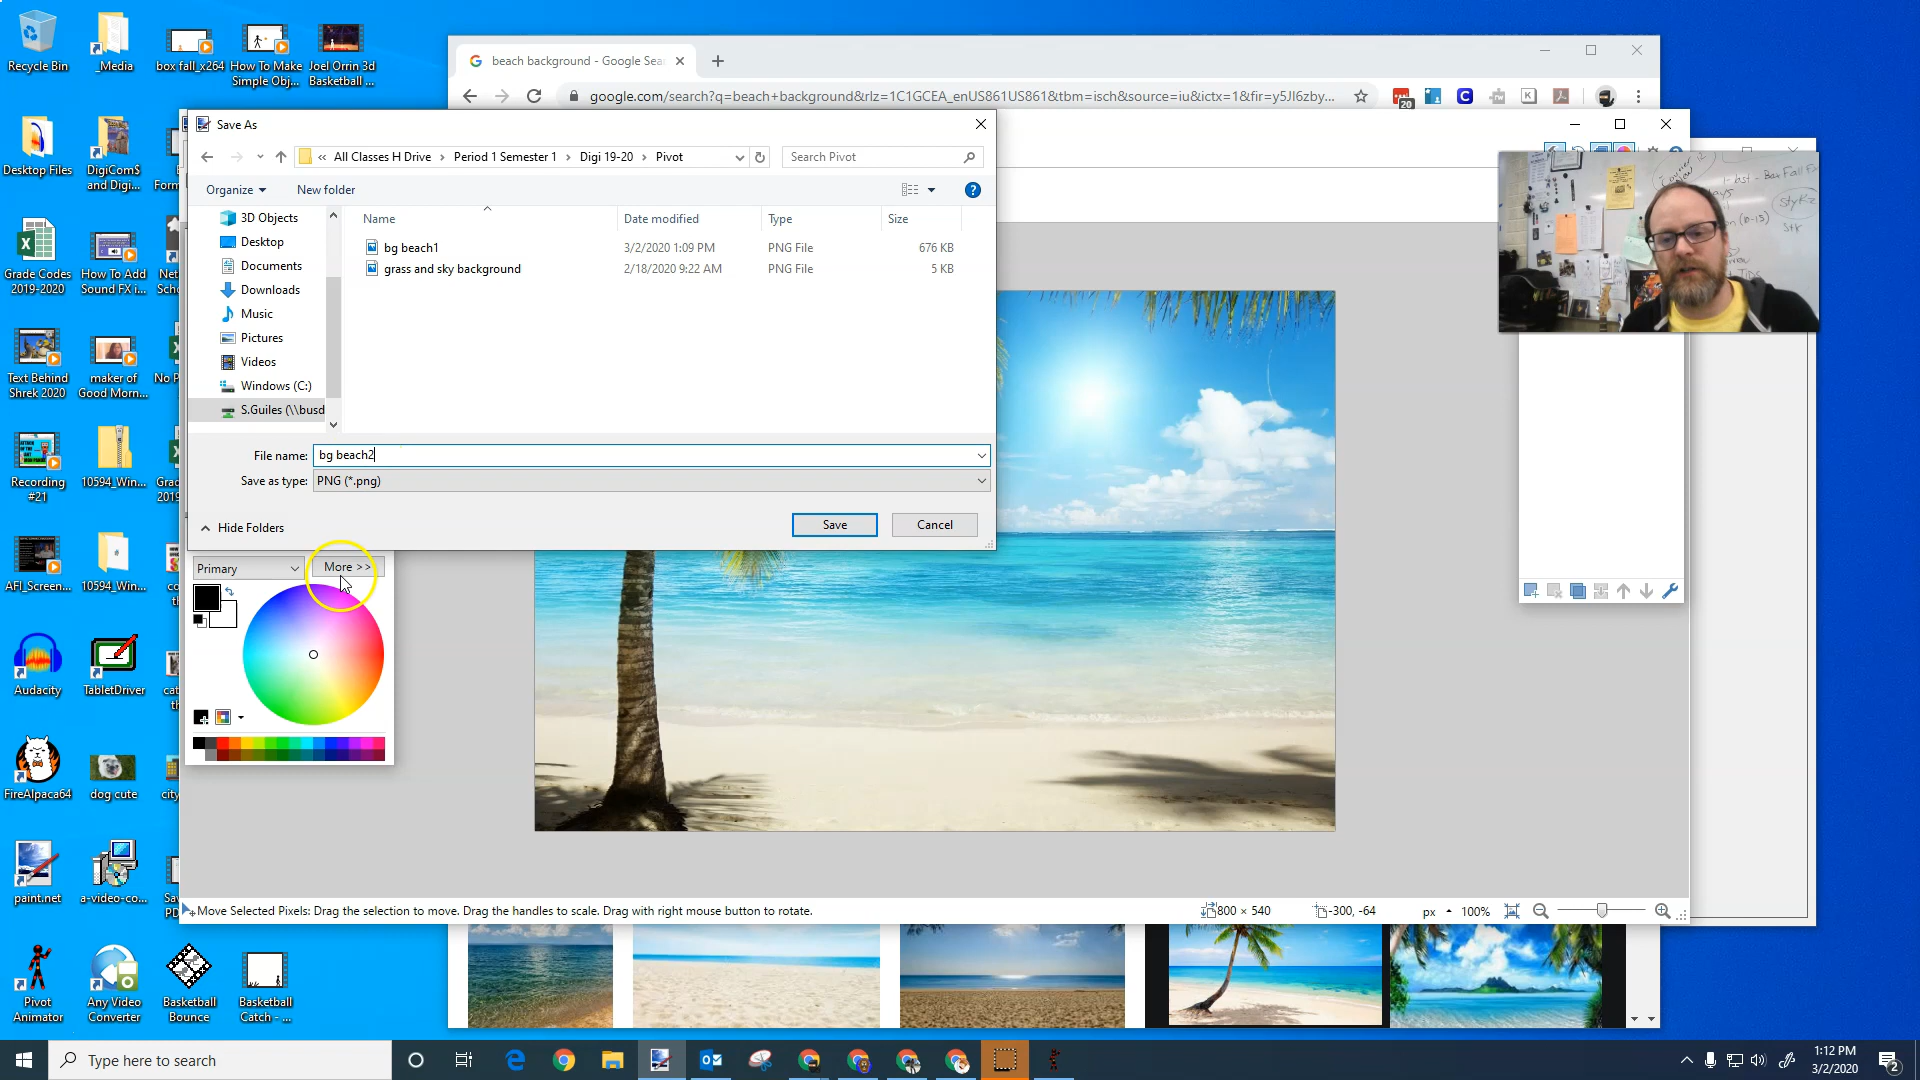 Recycle Bin
_Media
box fall_x264
How To Make Simple Obj...
Joel Orrin 3d Basketball ...
Desktop Files
DigiCom$ and Digi...
Grade Codes 2019-2020
How To Add Sound FX i...
Text Behind Shrek 2020
maker of Good Morn...
Recording #21
10594_Win...
AFI_Screen...
10594_Win...
Audacity
TabletDriver
FireAlpaca64
dog cute
paint.net
a-video-co...
Pivot Animator
Any Video Converter
Basketball Bounce
Basketball Catch - ...
beach background - Google Sea
google.com/search?q=beach+background&rlz=1C1GCEA_enUS861US861&tbm=isch&source=iu&ictx=1&fir=y5JI6zby...
20
Save As
« All Classes H Drive > Period 1 Semester 1 > Digi 19-20 > Pivot
Search Pivot
Organize
New folder
3D Objects
Desktop
Documents
Downloads
Music
Pictures
Videos
Windows (C:)
S.Guiles (\\busd
Name Date modified Type Size
bg beach1 3/2/2020 1:09 PM PNG File 676 KB
grass and sky background 2/18/2020 9:22 AM PNG File 5 KB
File name: bg beach2
Save as type: PNG (*.png)
Hide Folders
Save
Cancel
Primary
More >>
Move Selected Pixels: Drag the selection to move. Drag the handles to scale. Drag with right mouse button to rotate.
800 × 540
-300, -64
px
100%
Type here to search
1:12 PM
3/2/2020
2